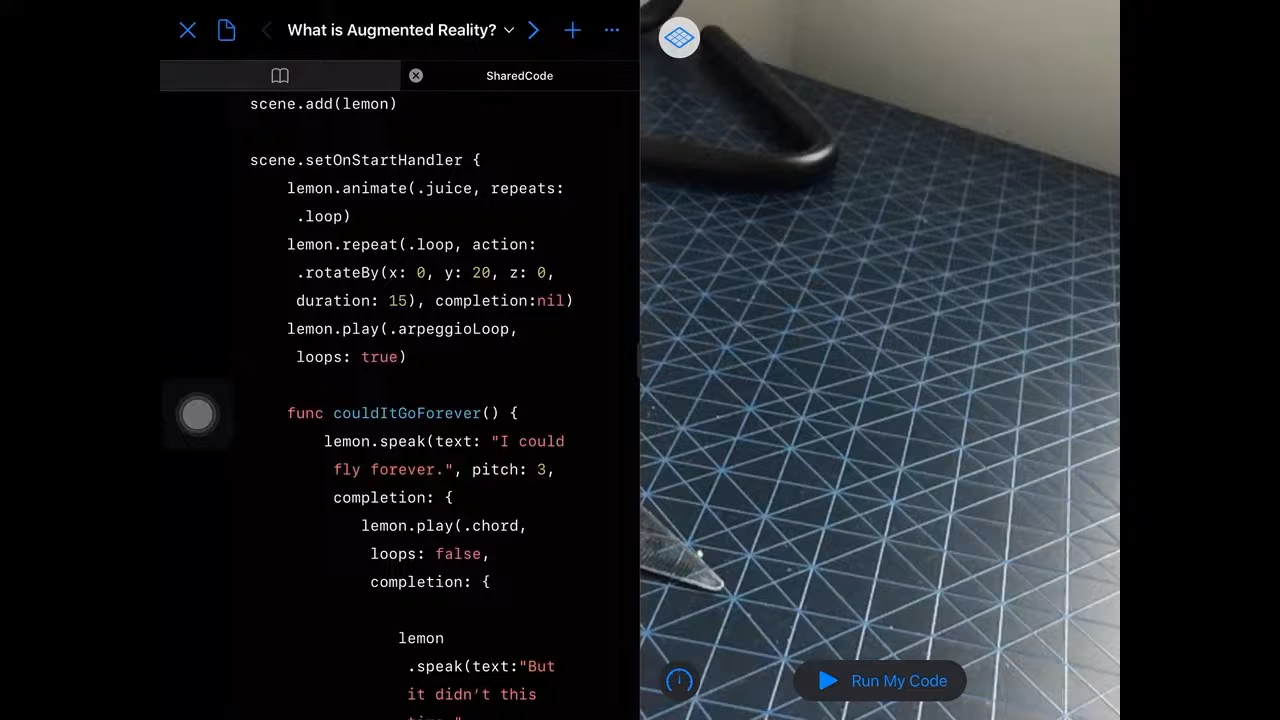 What is Augmented Reality?
SharedCode
scene.add(lemon)
scene.setOnStartHandler {
lemon.animate(.juice, repeats:
.loop)
lemon.repeat(.loop, action:
.rotateBy(x: 0, y: 20, z: 0,
duration: 15), completion:nil)
lemon.play(.arpeggioLoop,
loops: true)
func couldItGoForever() {
lemon.speak(text: "I could
fly forever.", pitch: 3,
completion: {
lemon.play(.chord,
loops: false,
completion: {
lemon
.speak(text:"But
it didn’t this
Run My Code